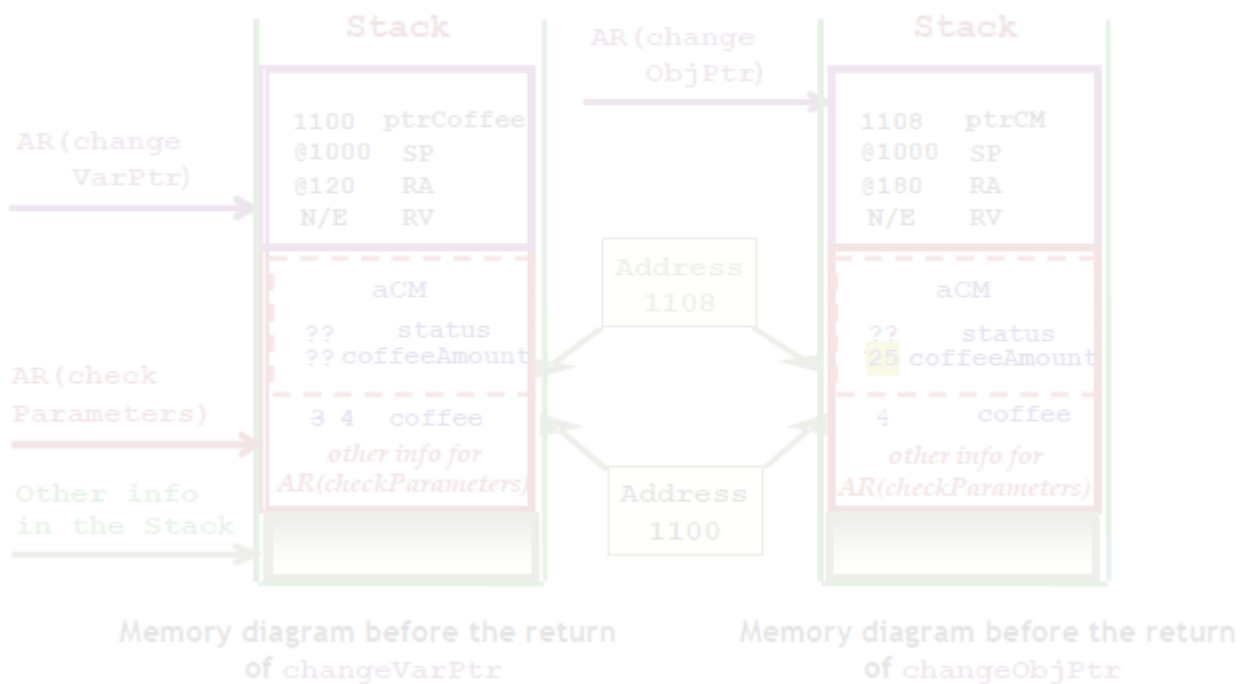 Stack
AR(change
VarPtr)
1100 ptrCoffee
@1000 SP
@120 RA
N/E RV
aCM
?? status
?? coffeeAmount
AR(check
Parameters)
3 4 coffee
other info for
AR(checkParameters)
Other info
in the Stack
Memory diagram before the return
of changeVarPtr
Address
1108
Address
1100
Stack
AR(change
ObjPtr)
1108 ptrCM
@1000 SP
@180 RA
N/E RV
aCM
?? status
25 coffeeAmount
4 coffee
other info for
AR(checkParameters)
Memory diagram before the return
of changeObjPtr